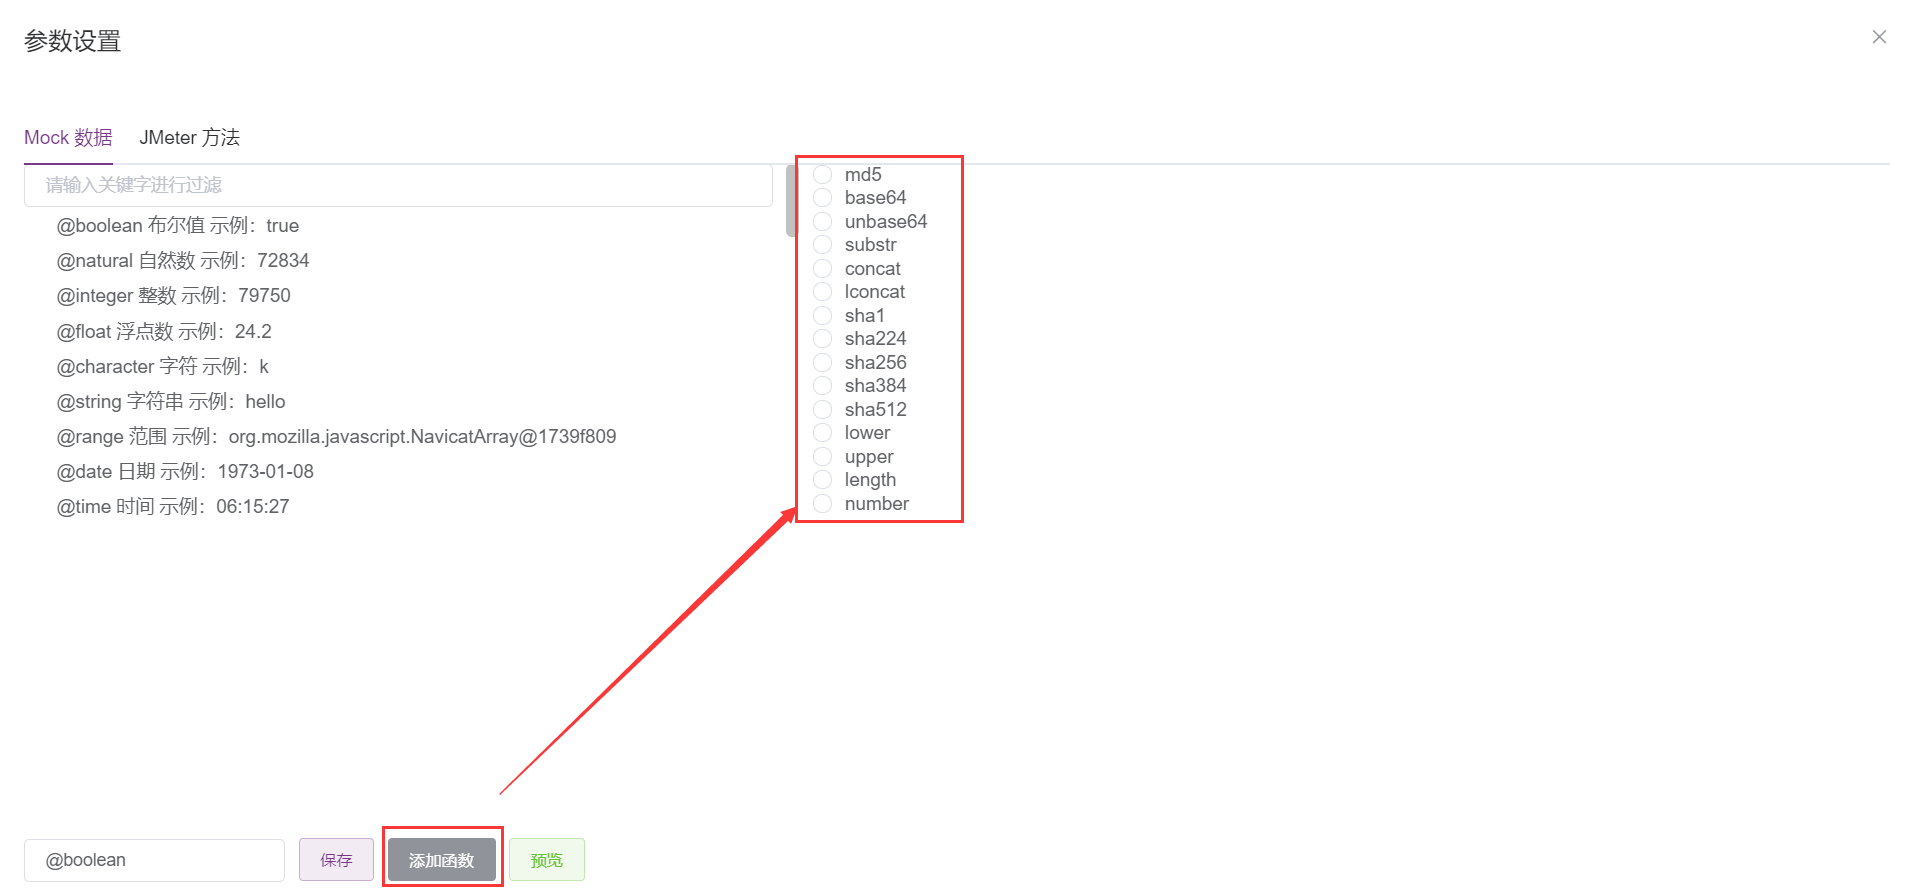 参数设置
Mock 数据
JMeter 方法
请输入关键字进行过滤
@boolean 布尔值 示例：true
@natural 自然数 示例：72834
@integer 整数 示例：79750
@float 浮点数 示例：24.2
@character 字符 示例：k
@string 字符串 示例：hello
@range 范围 示例：org.mozilla.javascript.NavicatArray@1739f809
@date 日期 示例：1973-01-08
@time 时间 示例：06:15:27
md5
base64
unbase64
substr
concat
lconcat
sha1
sha224
sha256
sha384
sha512
lower
upper
length
number
@boolean
保存
添加函数
预览